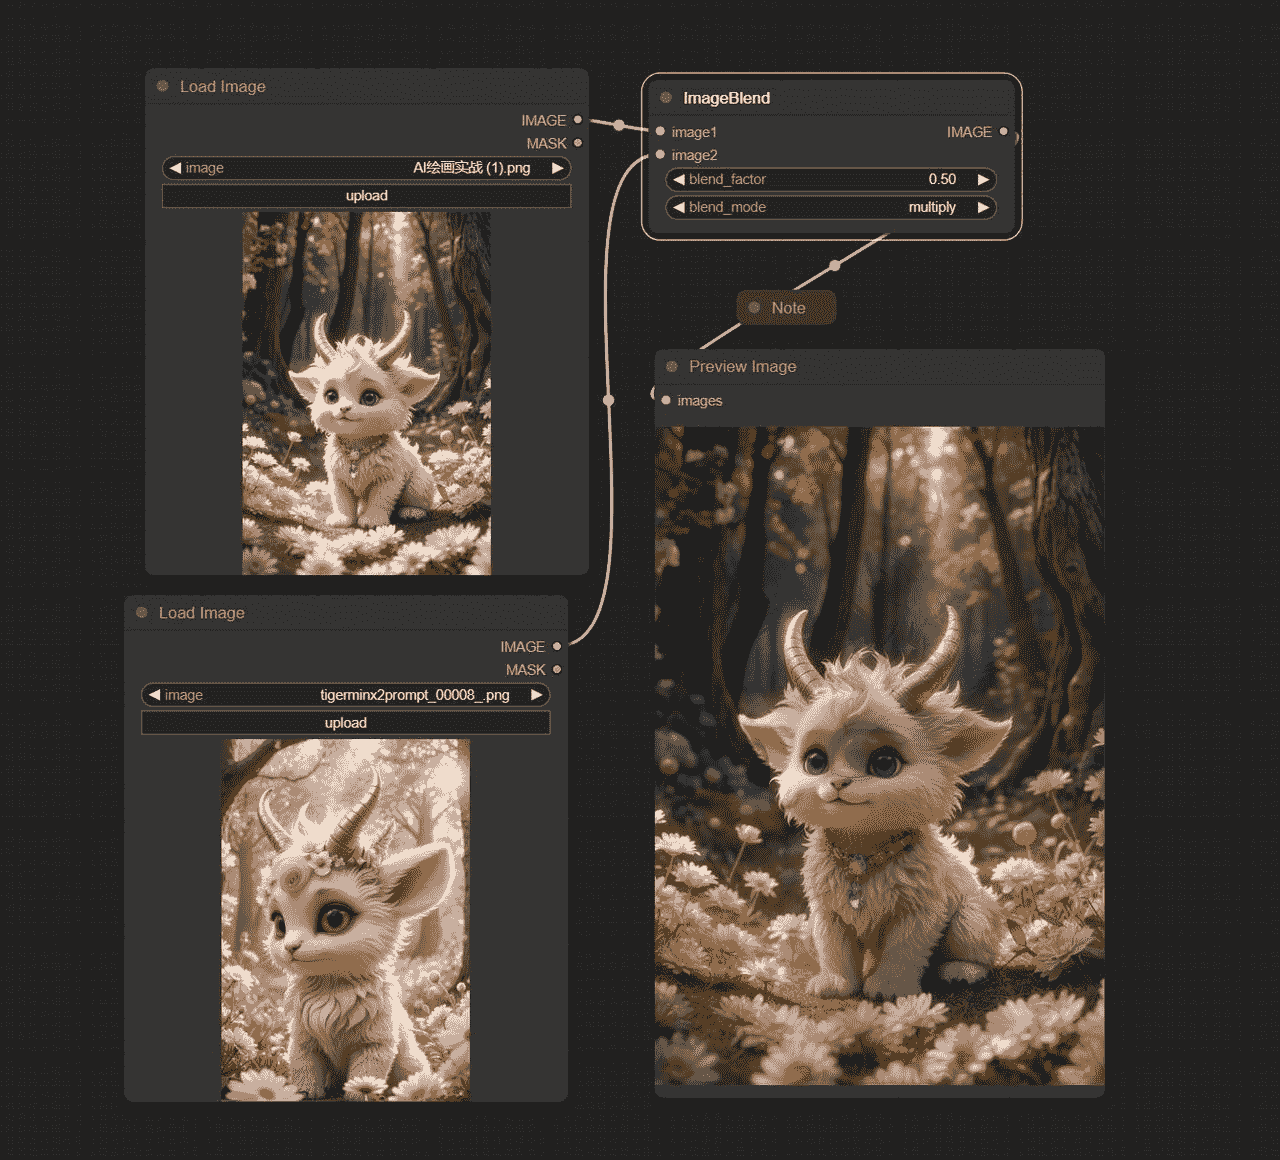 Load Image
IMAGE
MASK
image AI绘画实战 (1).png
upload
ImageBlend
image1 IMAGE
image2
blend_factor 0.50
blend_mode multiply
Note
Preview Image
images
Load Image
IMAGE
MASK
image tigerminx2prompt_00008_.png
upload